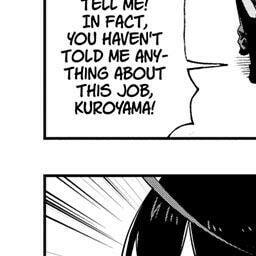 TELL ME!
IN FACT,
YOU HAVEN'T
TOLD ME ANY-
THING ABOUT
THIS JOB,
KUROYAMA!